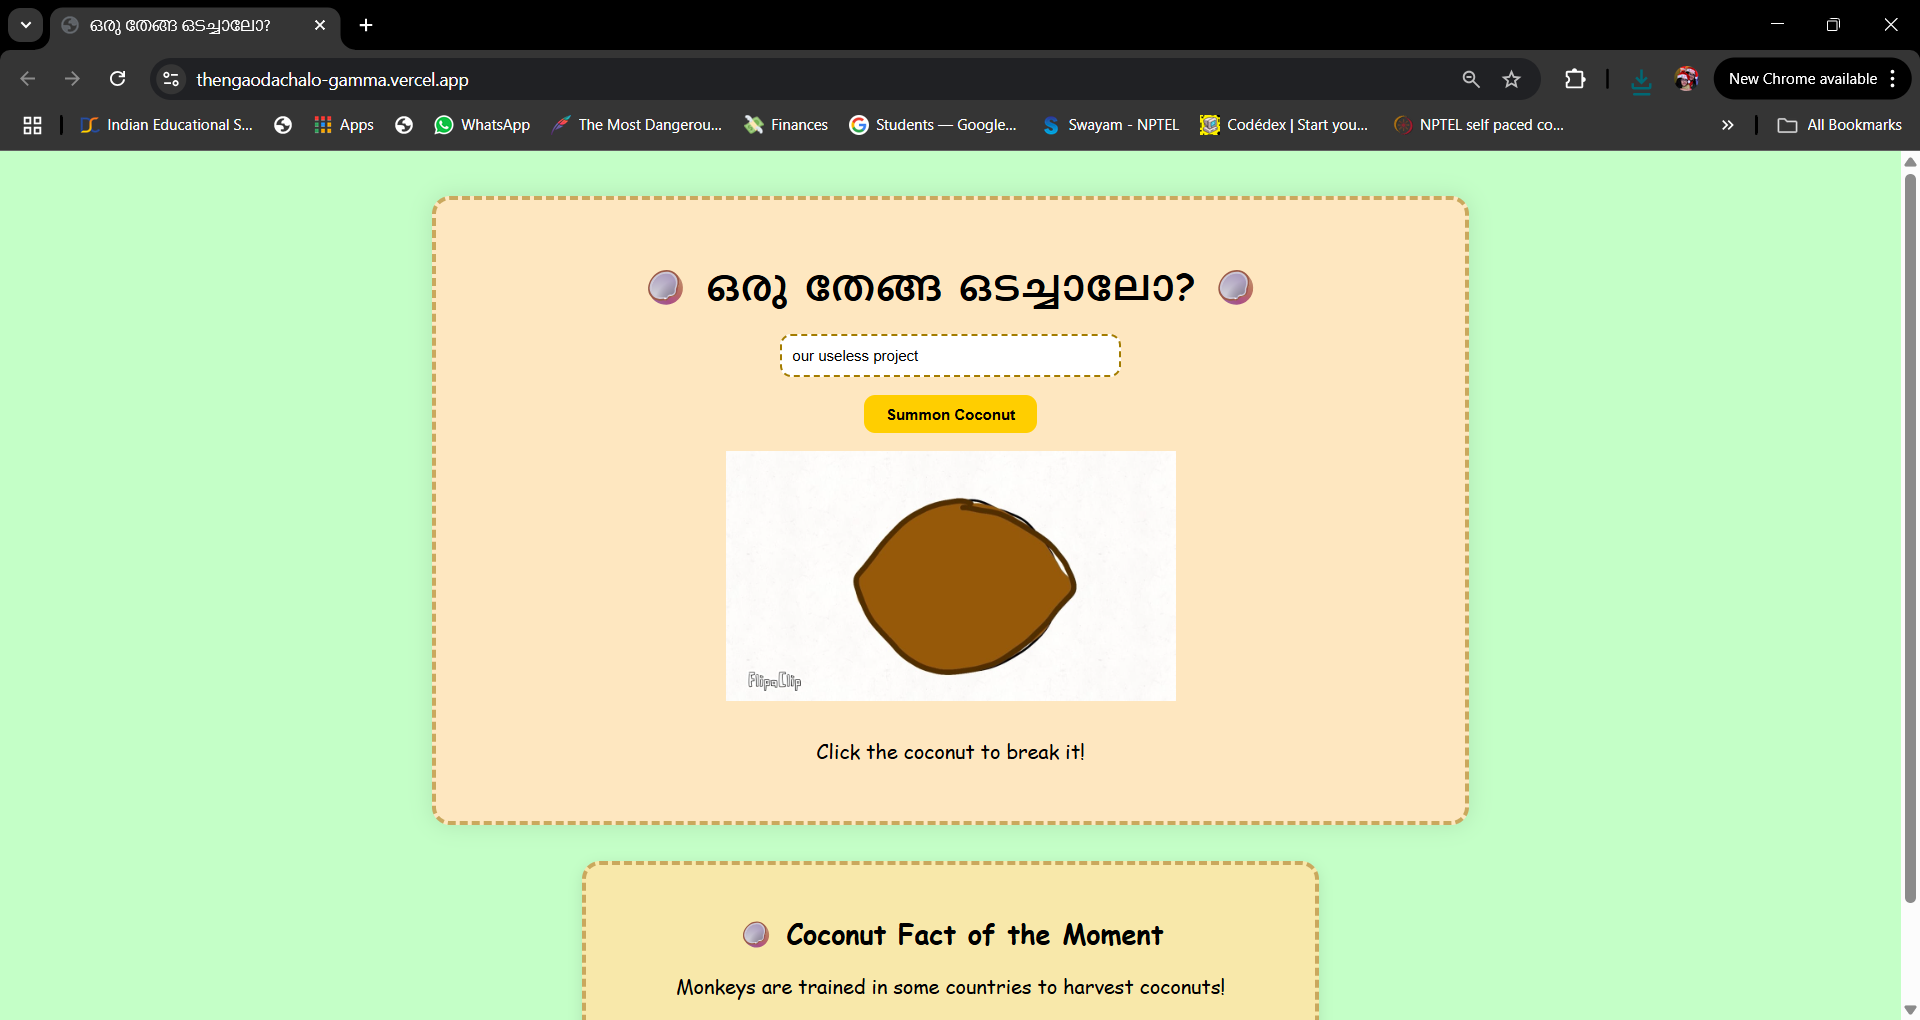 ഒരു തേങ്ങ ഒടച്ചാലോ?
thengaodachalo-gamma.vercel.app
New Chrome available
Indian Educational S...
Apps
WhatsApp
The Most Dangerou...
Finances
Students — Google...
Swayam - NPTEL
Codédex | Start you...
NPTEL self paced co...
All Bookmarks
ഒരു തേങ്ങ ഒടച്ചാലോ?
our useless project
Summon Coconut
FlipaClip
Click the coconut to break it!
Coconut Fact of the Moment
Monkeys are trained in some countries to harvest coconuts!